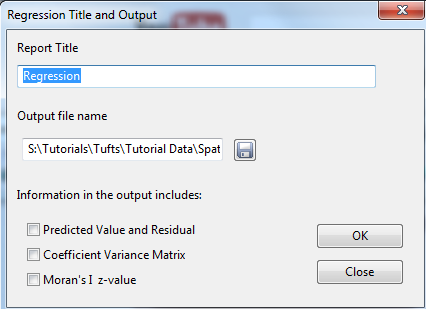 Regression Title and Output
Report Title
Regression
Output file name
S:\Tutorials\Tufts\Tutorial Data\Spat
Information in the output includes:
Predicted Value and Residual
OK
Coefficient Variance Matrix
Close
Moran's I z-value